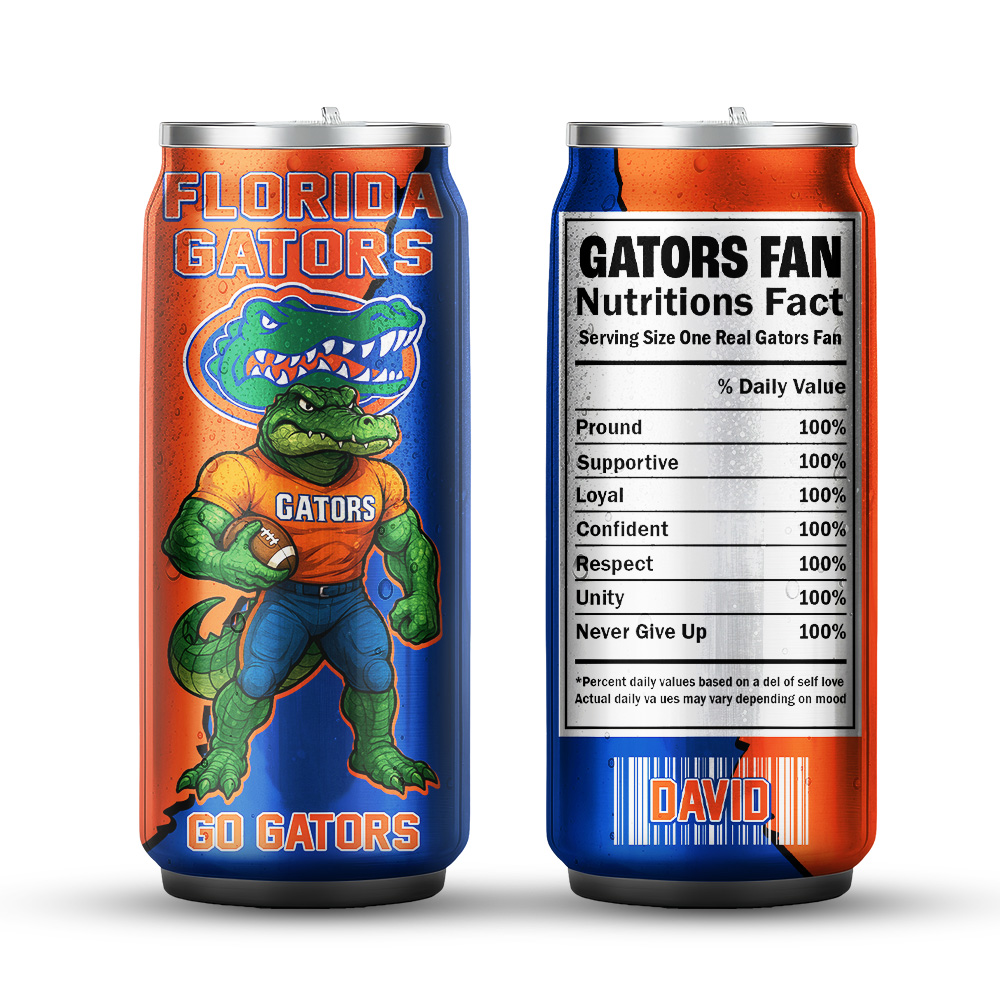 FLORIDA
GATORS
GATORS
GO GATORS
GATORS FAN
Nutritions Fact
Serving Size One Real Gators Fan
% Daily Value
Pround 100%
Supportive 100%
Loyal 100%
Confident 100%
Respect 100%
Unity 100%
Never Give Up 100%
*Percent daily values based on a del of self love
Actual daily va ues may vary depending on mood
DAVID